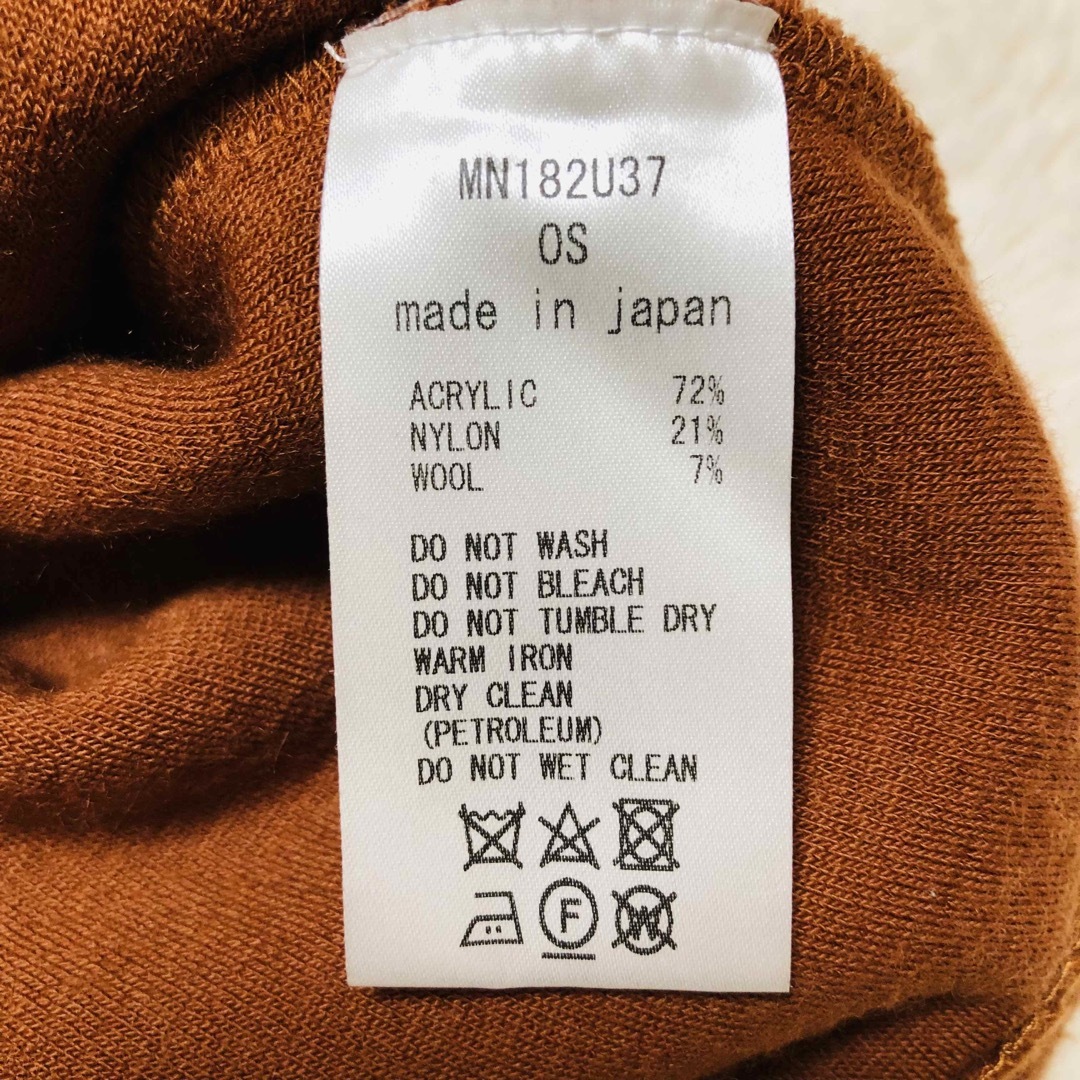 MN182U37
OS
made in japan
ACRYLIC 72%
NYLON 21%
WOOL 7%
DO NOT WASH
DO NOT BLEACH
DO NOT TUMBLE DRY
WARM IRON
DRY CLEAN
(PETROLEUM)
DO NOT WET CLEAN
F W